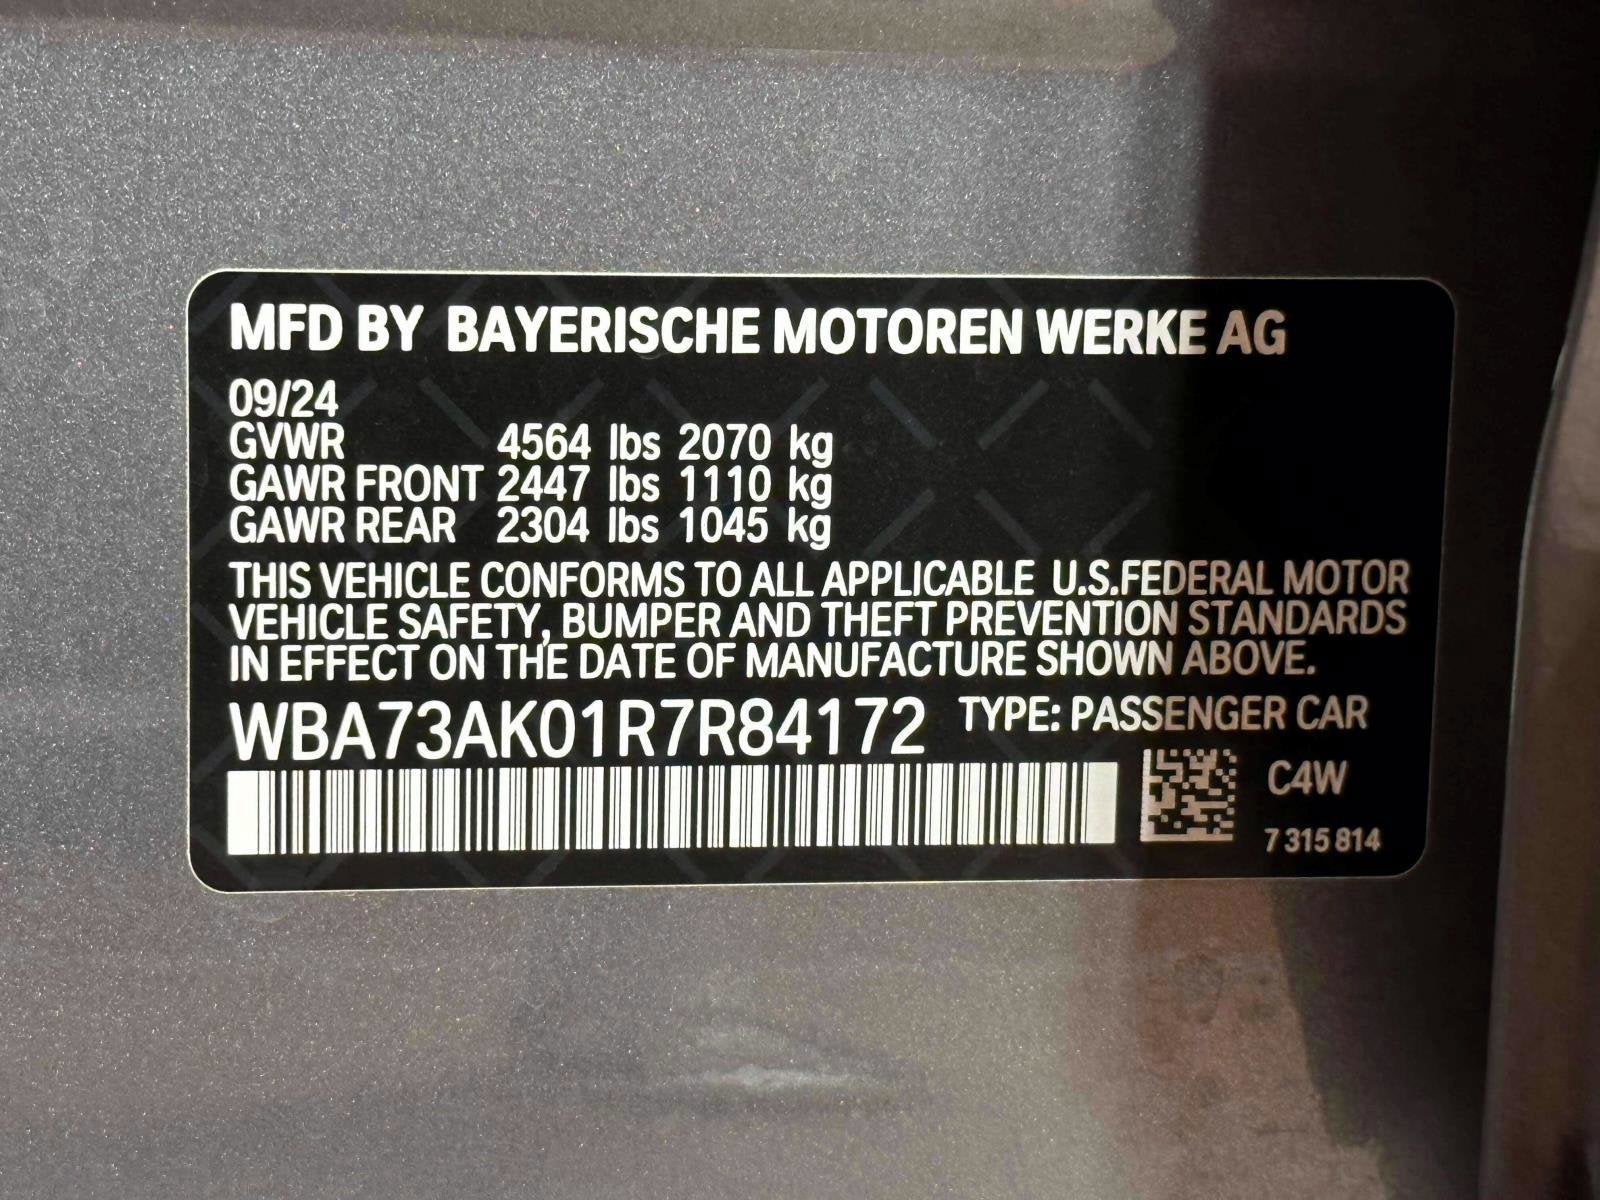 MFD BY BAYERISCHE MOTOREN WERKE AG
09/24
GVWR 4564 lbs 2070 kg
GAWR FRONT 2447 lbs 1110 kg
GAWR REAR 2304 lbs 1045 kg
THIS VEHICLE CONFORMS TO ALL APPLICABLE U.S.FEDERAL MOTOR
VEHICLE SAFETY, BUMPER AND THEFT PREVENTION STANDARDS
IN EFFECT ON THE DATE OF MANUFACTURE SHOWN ABOVE.
WBA73AK01R7R84172 TYPE: PASSENGER CAR
C4W
7 315 814